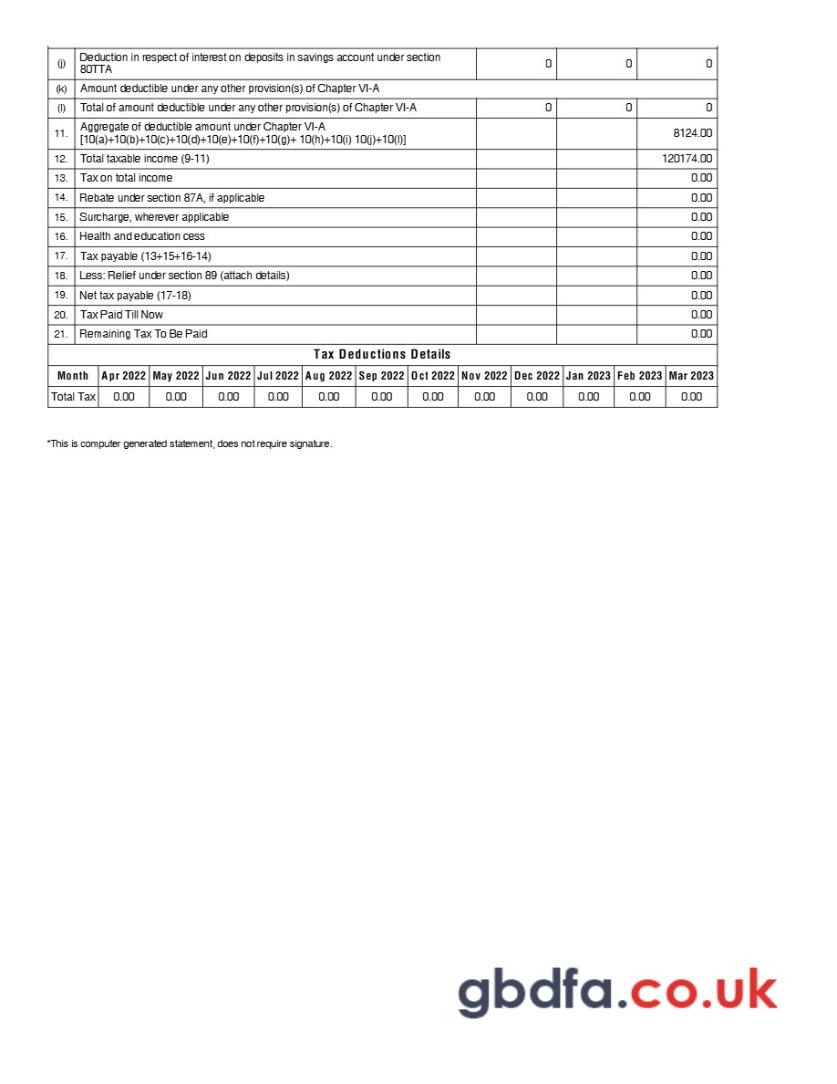 (j) Deduction in respect of interest on deposits in savings account under section 0 0 0
80TTA
(k) Amount deductible under any other provision(s) of Chapter VI-A
(l) Total of amount deductible under any other provision(s) of Chapter VI-A 0 0 0
11. Aggregate of deductible amount under Chapter VI-A 8124.00
[10(a)+10(b)+10(c)+10(d)+10(e)+10(f)+10(g)+ 10(h)+10(i) 10(j)+10(l)]
12. Total taxable income (9-11) 120174.00
13. Tax on total income 0.00
14. Rebate under section 87A, if applicable 0.00
15. Surcharge, wherever applicable 0.00
16. Health and education cess 0.00
17. Tax payable (13+15+16-14) 0.00
18. Less: Relief under section 89 (attach details) 0.00
19. Net tax payable (17-18) 0.00
20. Tax Paid Till Now 0.00
21. Remaining Tax To Be Paid 0.00
Tax Deductions Details
Month Apr 2022 May 2022 Jun 2022 Jul 2022 Aug 2022 Sep 2022 Oct 2022 Nov 2022 Dec 2022 Jan 2023 Feb 2023 Mar 2023
Total Tax 0.00 0.00 0.00 0.00 0.00 0.00 0.00 0.00 0.00 0.00 0.00 0.00
*This is computer generated statement, does not require signature.
gbdfa.co.uk